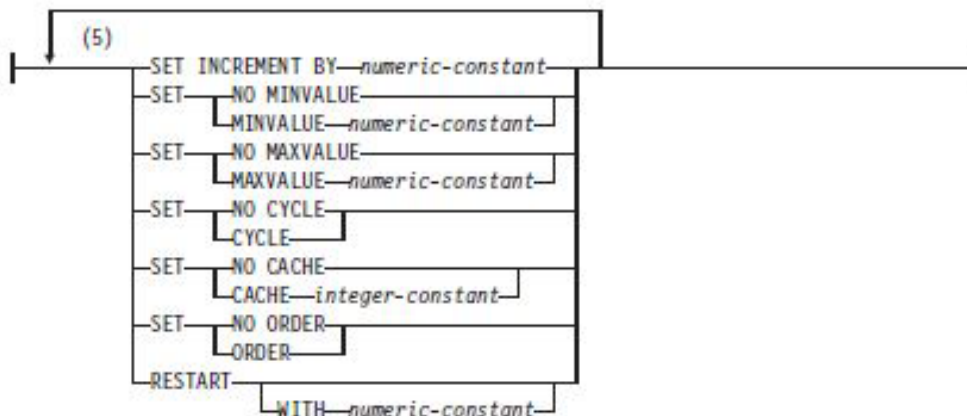 (5)
SET INCREMENT BY numeric-constant
SET NO MINVALUE
MINVALUE numeric-constant
SET NO MAXVALUE
MAXVALUE numeric-constant
SET NO CYCLE
CYCLE
SET NO CACHE
CACHE integer-constant
SET NO ORDER
ORDER
RESTART
WITH numeric-constant